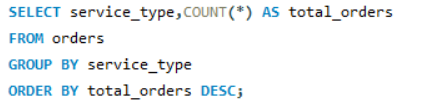 SELECT service_type,COUNT(*) AS total_orders
FROM orders
GROUP BY service_type
ORDER BY total_orders DESC;